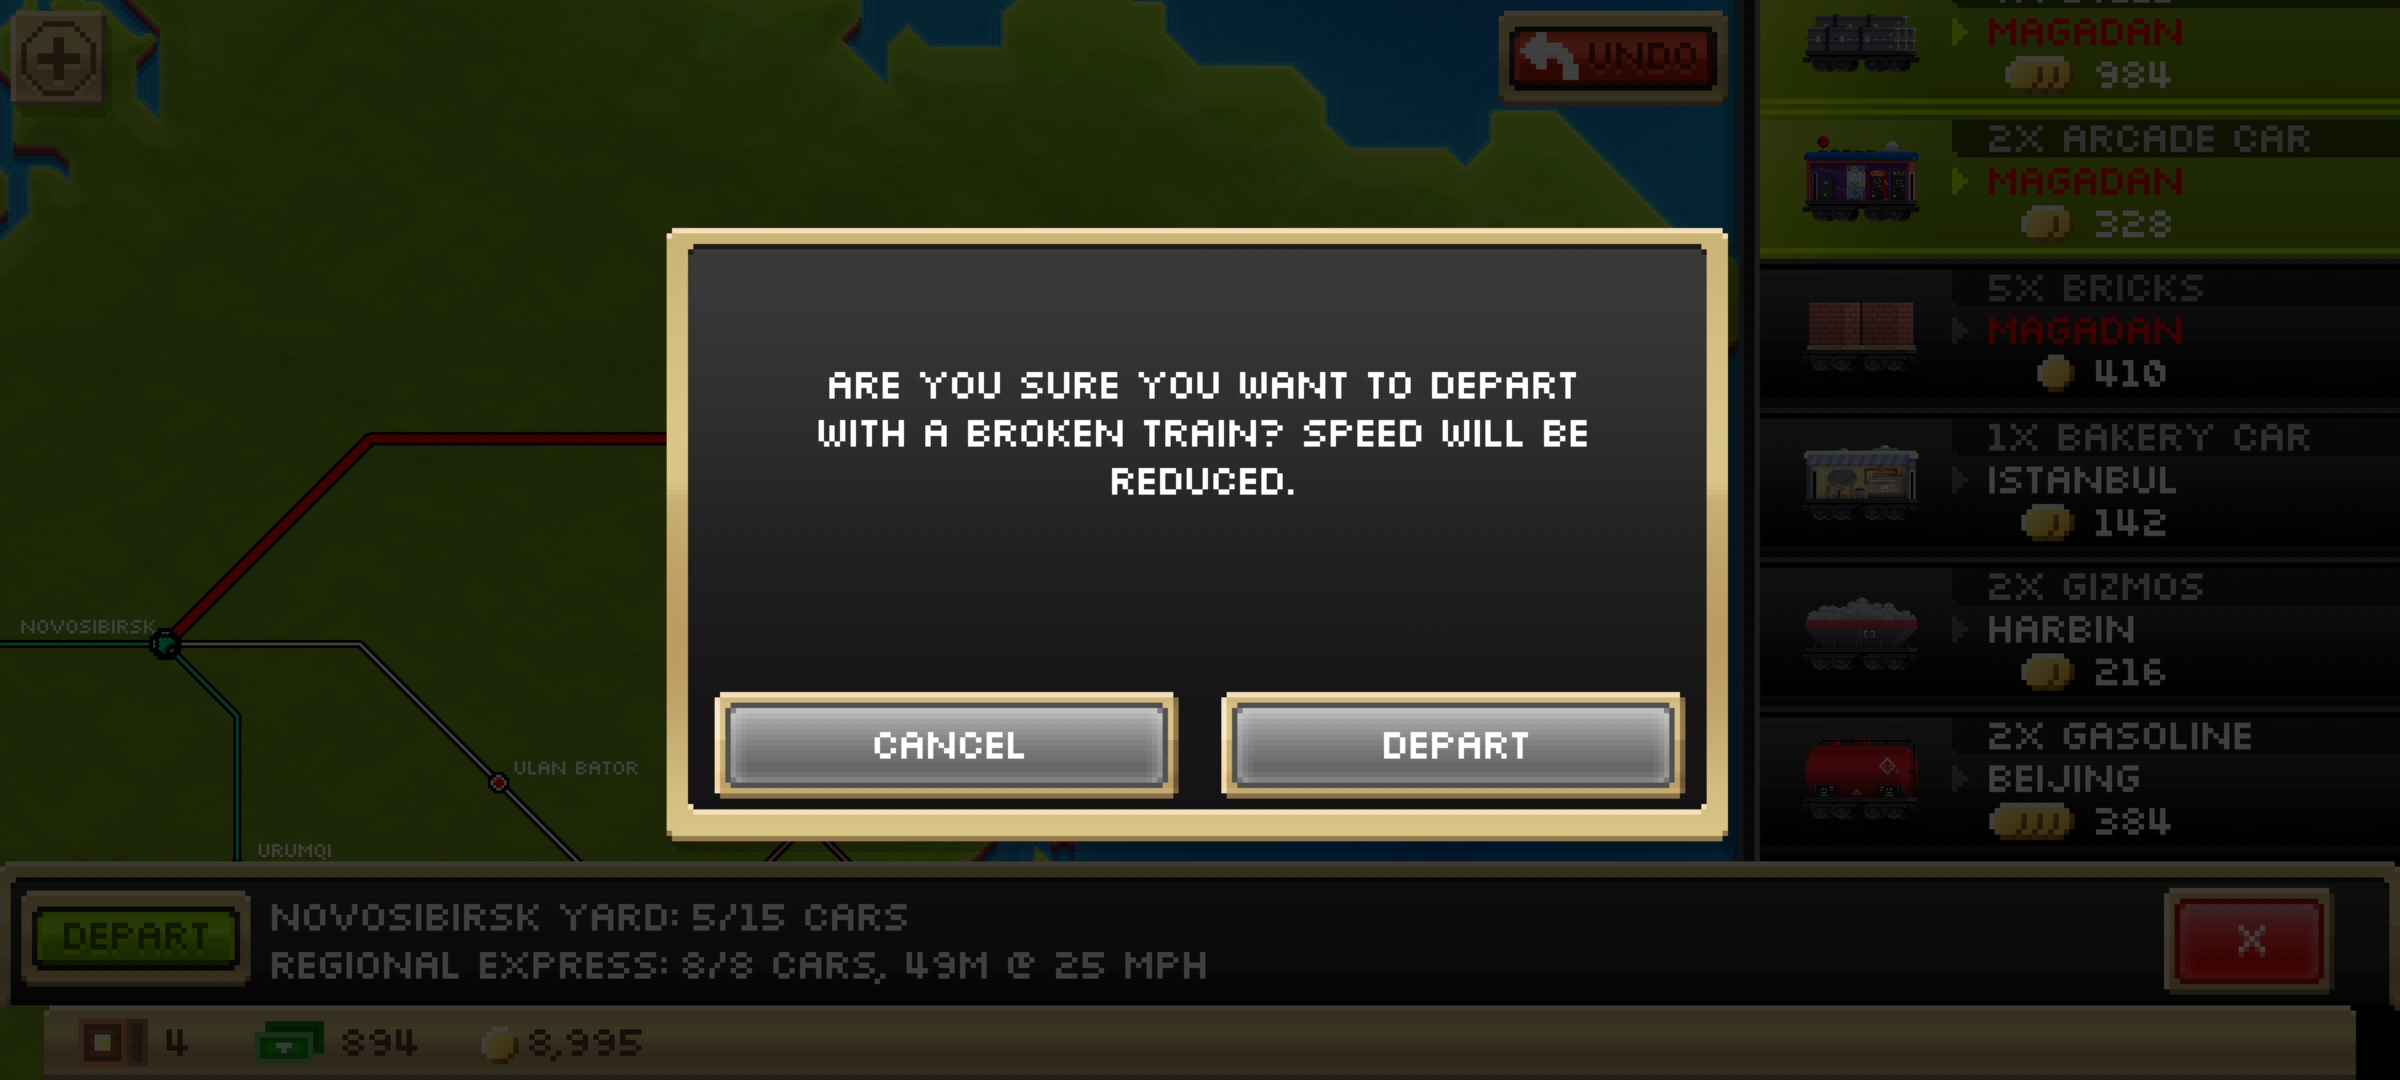 UNDO
MAGADAN
984
2X ARCADE CAR
MAGADAN
328
5X BRICKS
MAGADAN
410
1X BAKERY CAR
ISTANBUL
142
2X GIZMOS
HARBIN
216
2X GASOLINE
BEIJING
384
ARE YOU SURE YOU WANT TO DEPART
WITH A BROKEN TRAIN? SPEED WILL BE
REDUCED.
CANCEL
DEPART
NOVOSIBIRSK
ULAN BATOR
URUMQI
DEPART
NOVOSIBIRSK YARD: 5/15 CARS
REGIONAL EXPRESS: 8/8 CARS, 49M @ 25 MPH
X
4
894
8,995